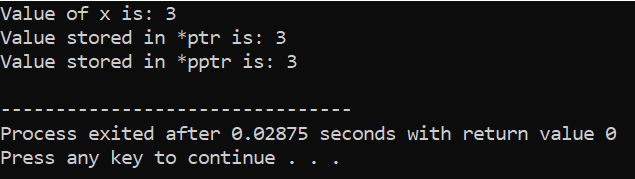 Value of x is: 3
Value stored in *ptr is: 3
Value stored in *pptr is: 3
--------------------------------
Process exited after 0.02875 seconds with return value 0
Press any key to continue . . .